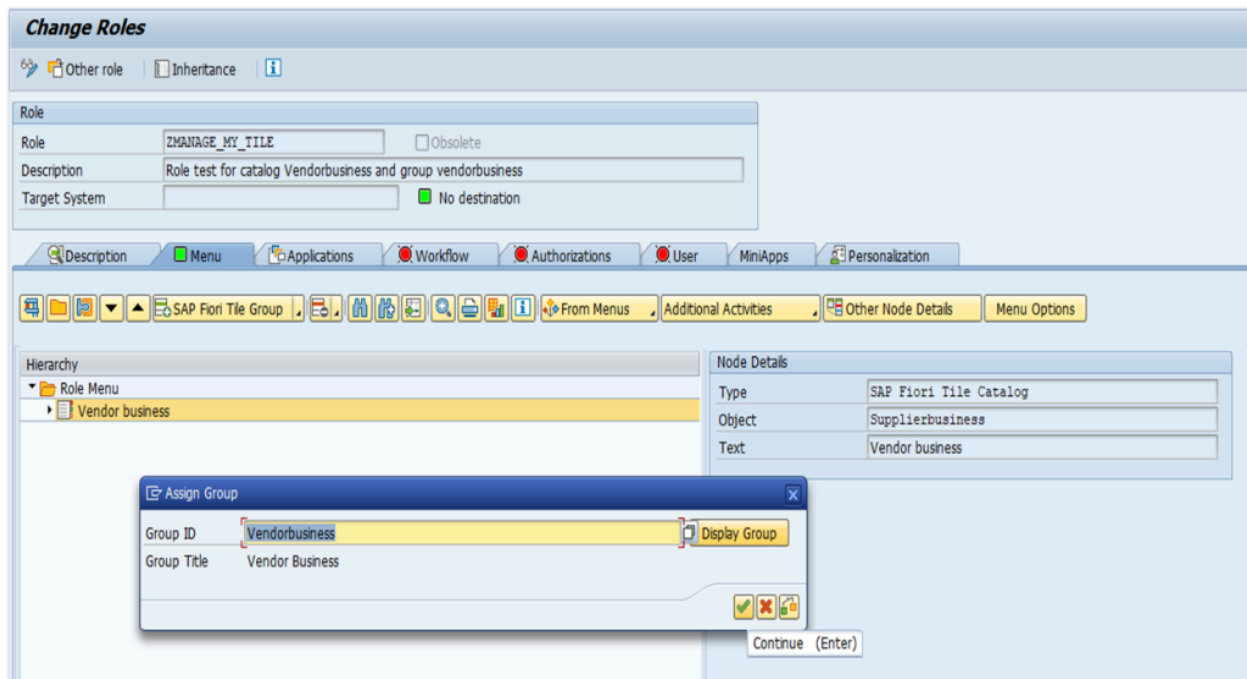 Change Roles
Other role Inheritance
Role
Role ZMANAGE_MY_TILE Obsolete
Description Role test for catalog Vendorbusiness and group vendorbusiness
Target System No destination
Description Menu Applications Workflow Authorizations User MiniApps Personalization
SAP Fiori Tile Group From Menus Additional Activities Other Node Details Menu Options
Hierarchy
Role Menu
Vendor business
Node Details
Type SAP Fiori Tile Catalog
Object Supplierbusiness
Text Vendor business
Assign Group
Group ID Vendorbusiness Display Group
Group Title Vendor Business
Continue (Enter)